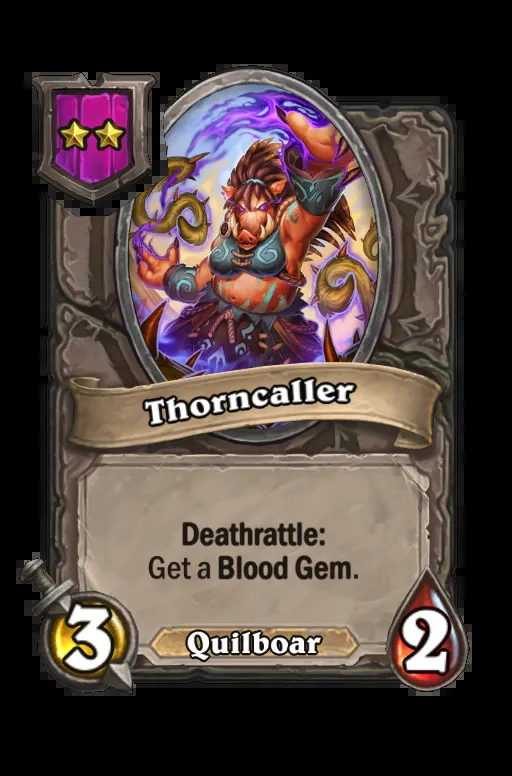 Thorncaller
Deathrattle:
Get a Blood Gem.
3
Quilboar
2